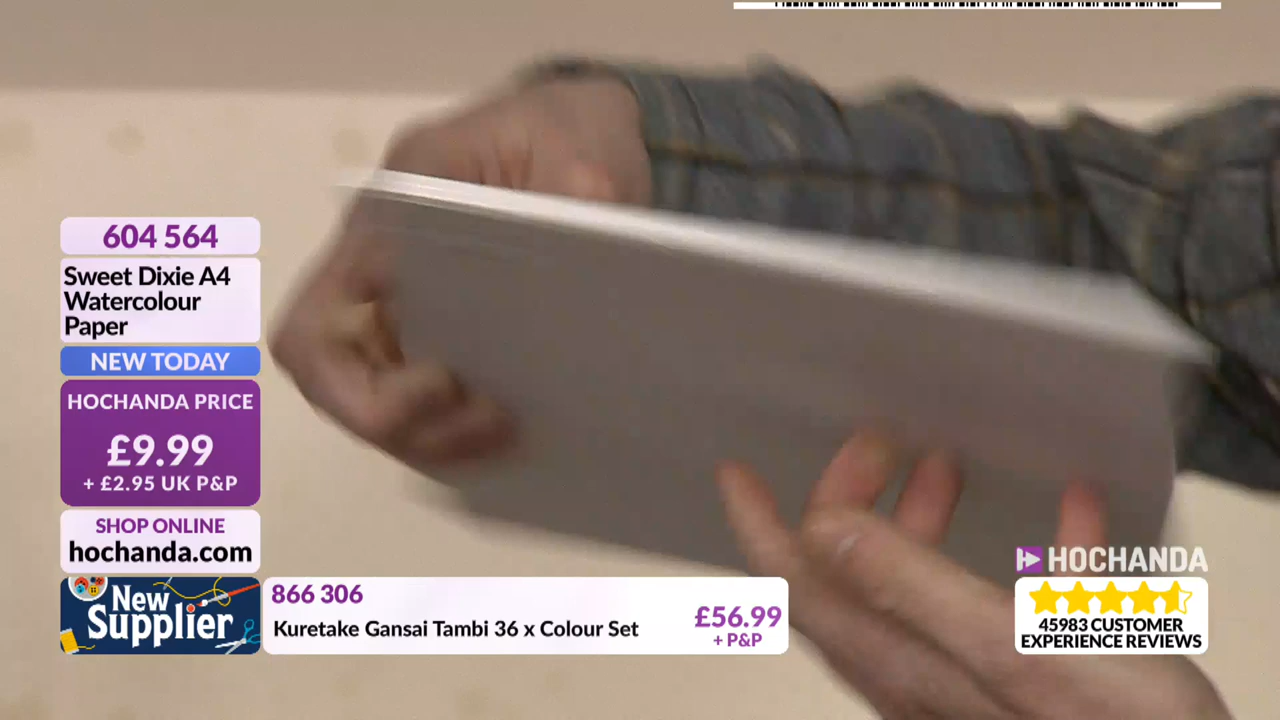 604 564
Sweet Dixie A4
Watercolour
Paper
NEW TODAY
HOCHANDA PRICE
£9.99
+ £2.95 UK P&P
SHOP ONLINE
hochanda.com
New
Supplier
866 306
Kuretake Gansai Tambi 36 x Colour Set
£56.99
+ P&P
HOCHANDA
45983 CUSTOMER
EXPERIENCE REVIEWS